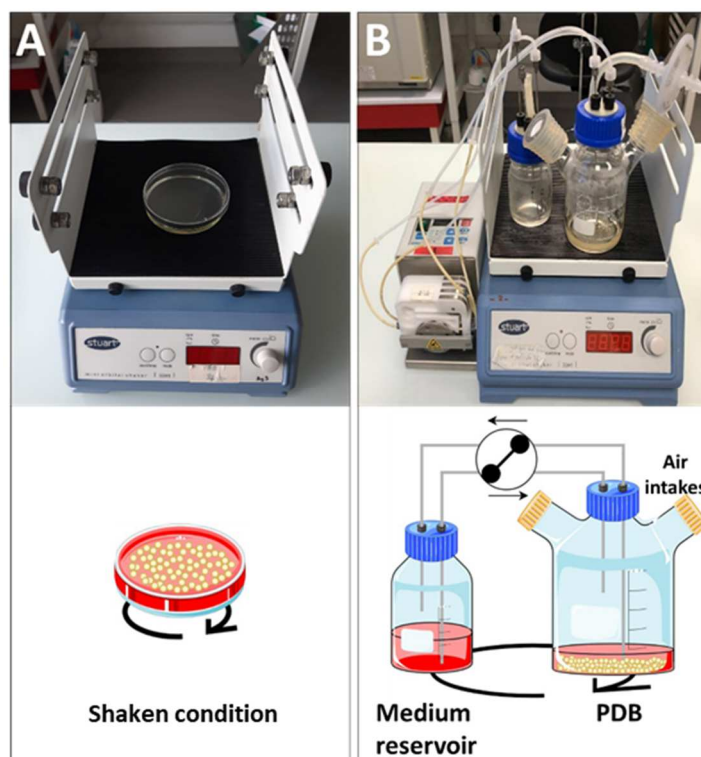 A
B
stuart
stuart
Air
intakes
Shaken condition
Medium
reservoir
PDB